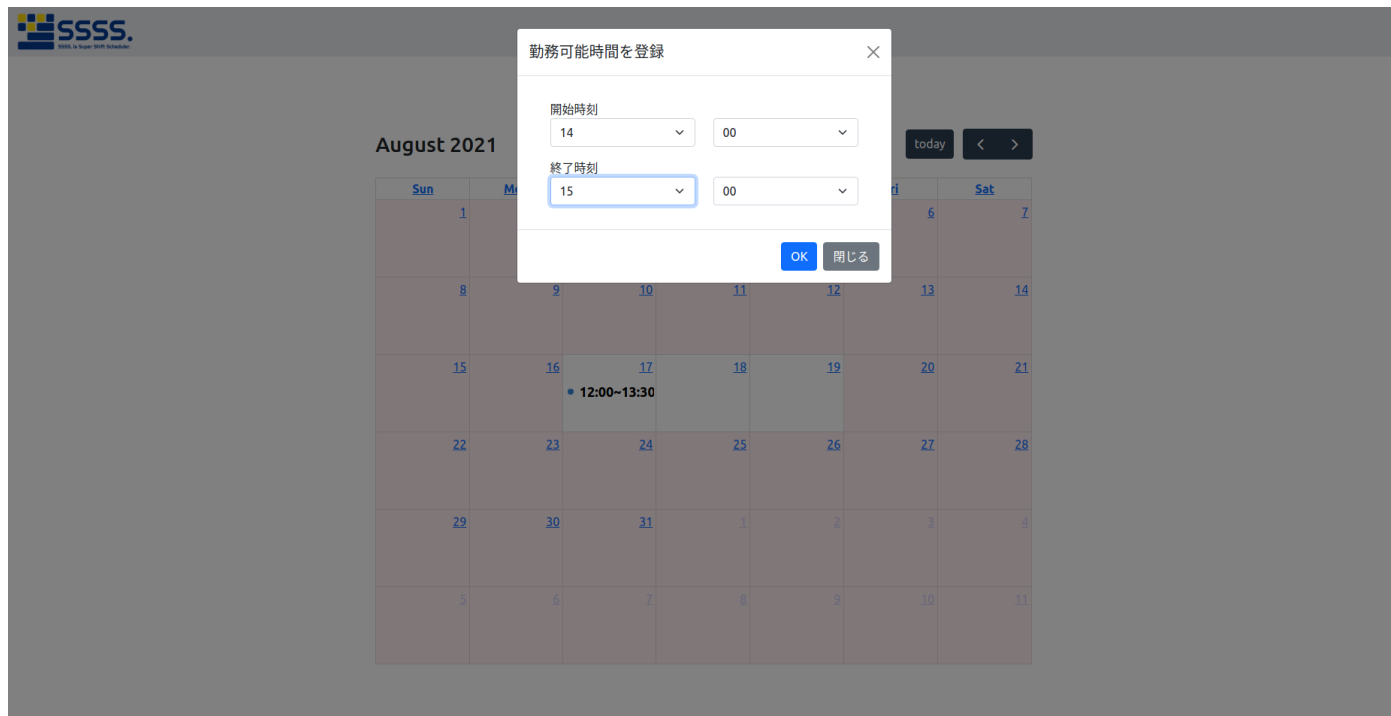 SSSS.
SSSS. is Super Shift Scheduler.
勤務可能時間を登録
開始時刻
14 00
終了時刻
15 00
OK 閉じる
August 2021
today
Sun Mo ri Sat
1 6 7
8 9 10 11 12 13 14
15 16 17 18 19 20 21
12:00~13:30
22 23 24 25 26 27 28
29 30 31 1 2 3 4
5 6 7 8 9 10 11